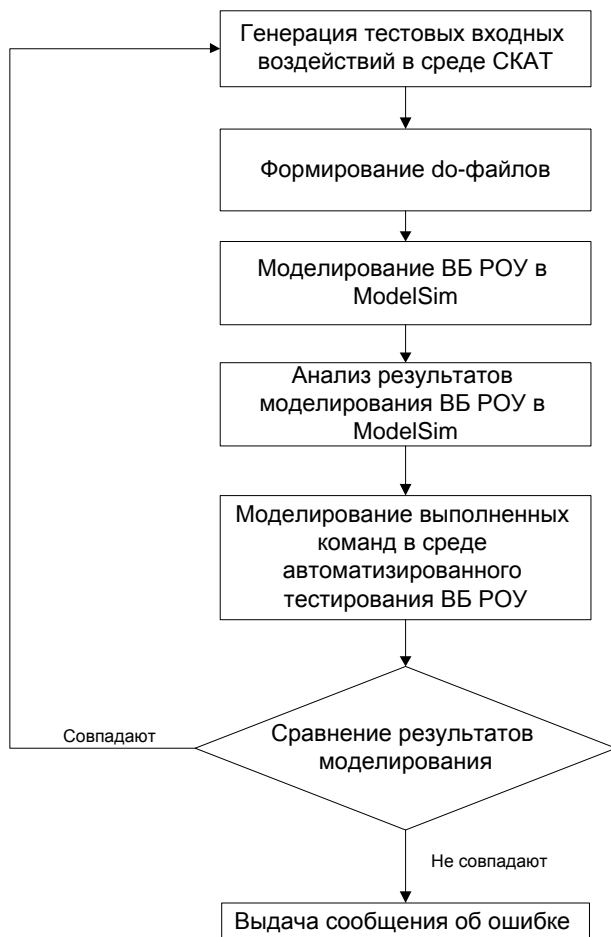 Генерация тестовых входных
воздействий в среде СКАТ
Формирование do-файлов
Моделирование ВБ РОУ в
ModelSim
Анализ результатов
моделирования ВБ РОУ в
ModelSim
Моделирование выполненных
команд в среде
автоматизированного
тестирования ВБ РОУ
Совпадают
Сравнение результатов
моделирования
Не совпадают
Выдача сообщения об ошибке